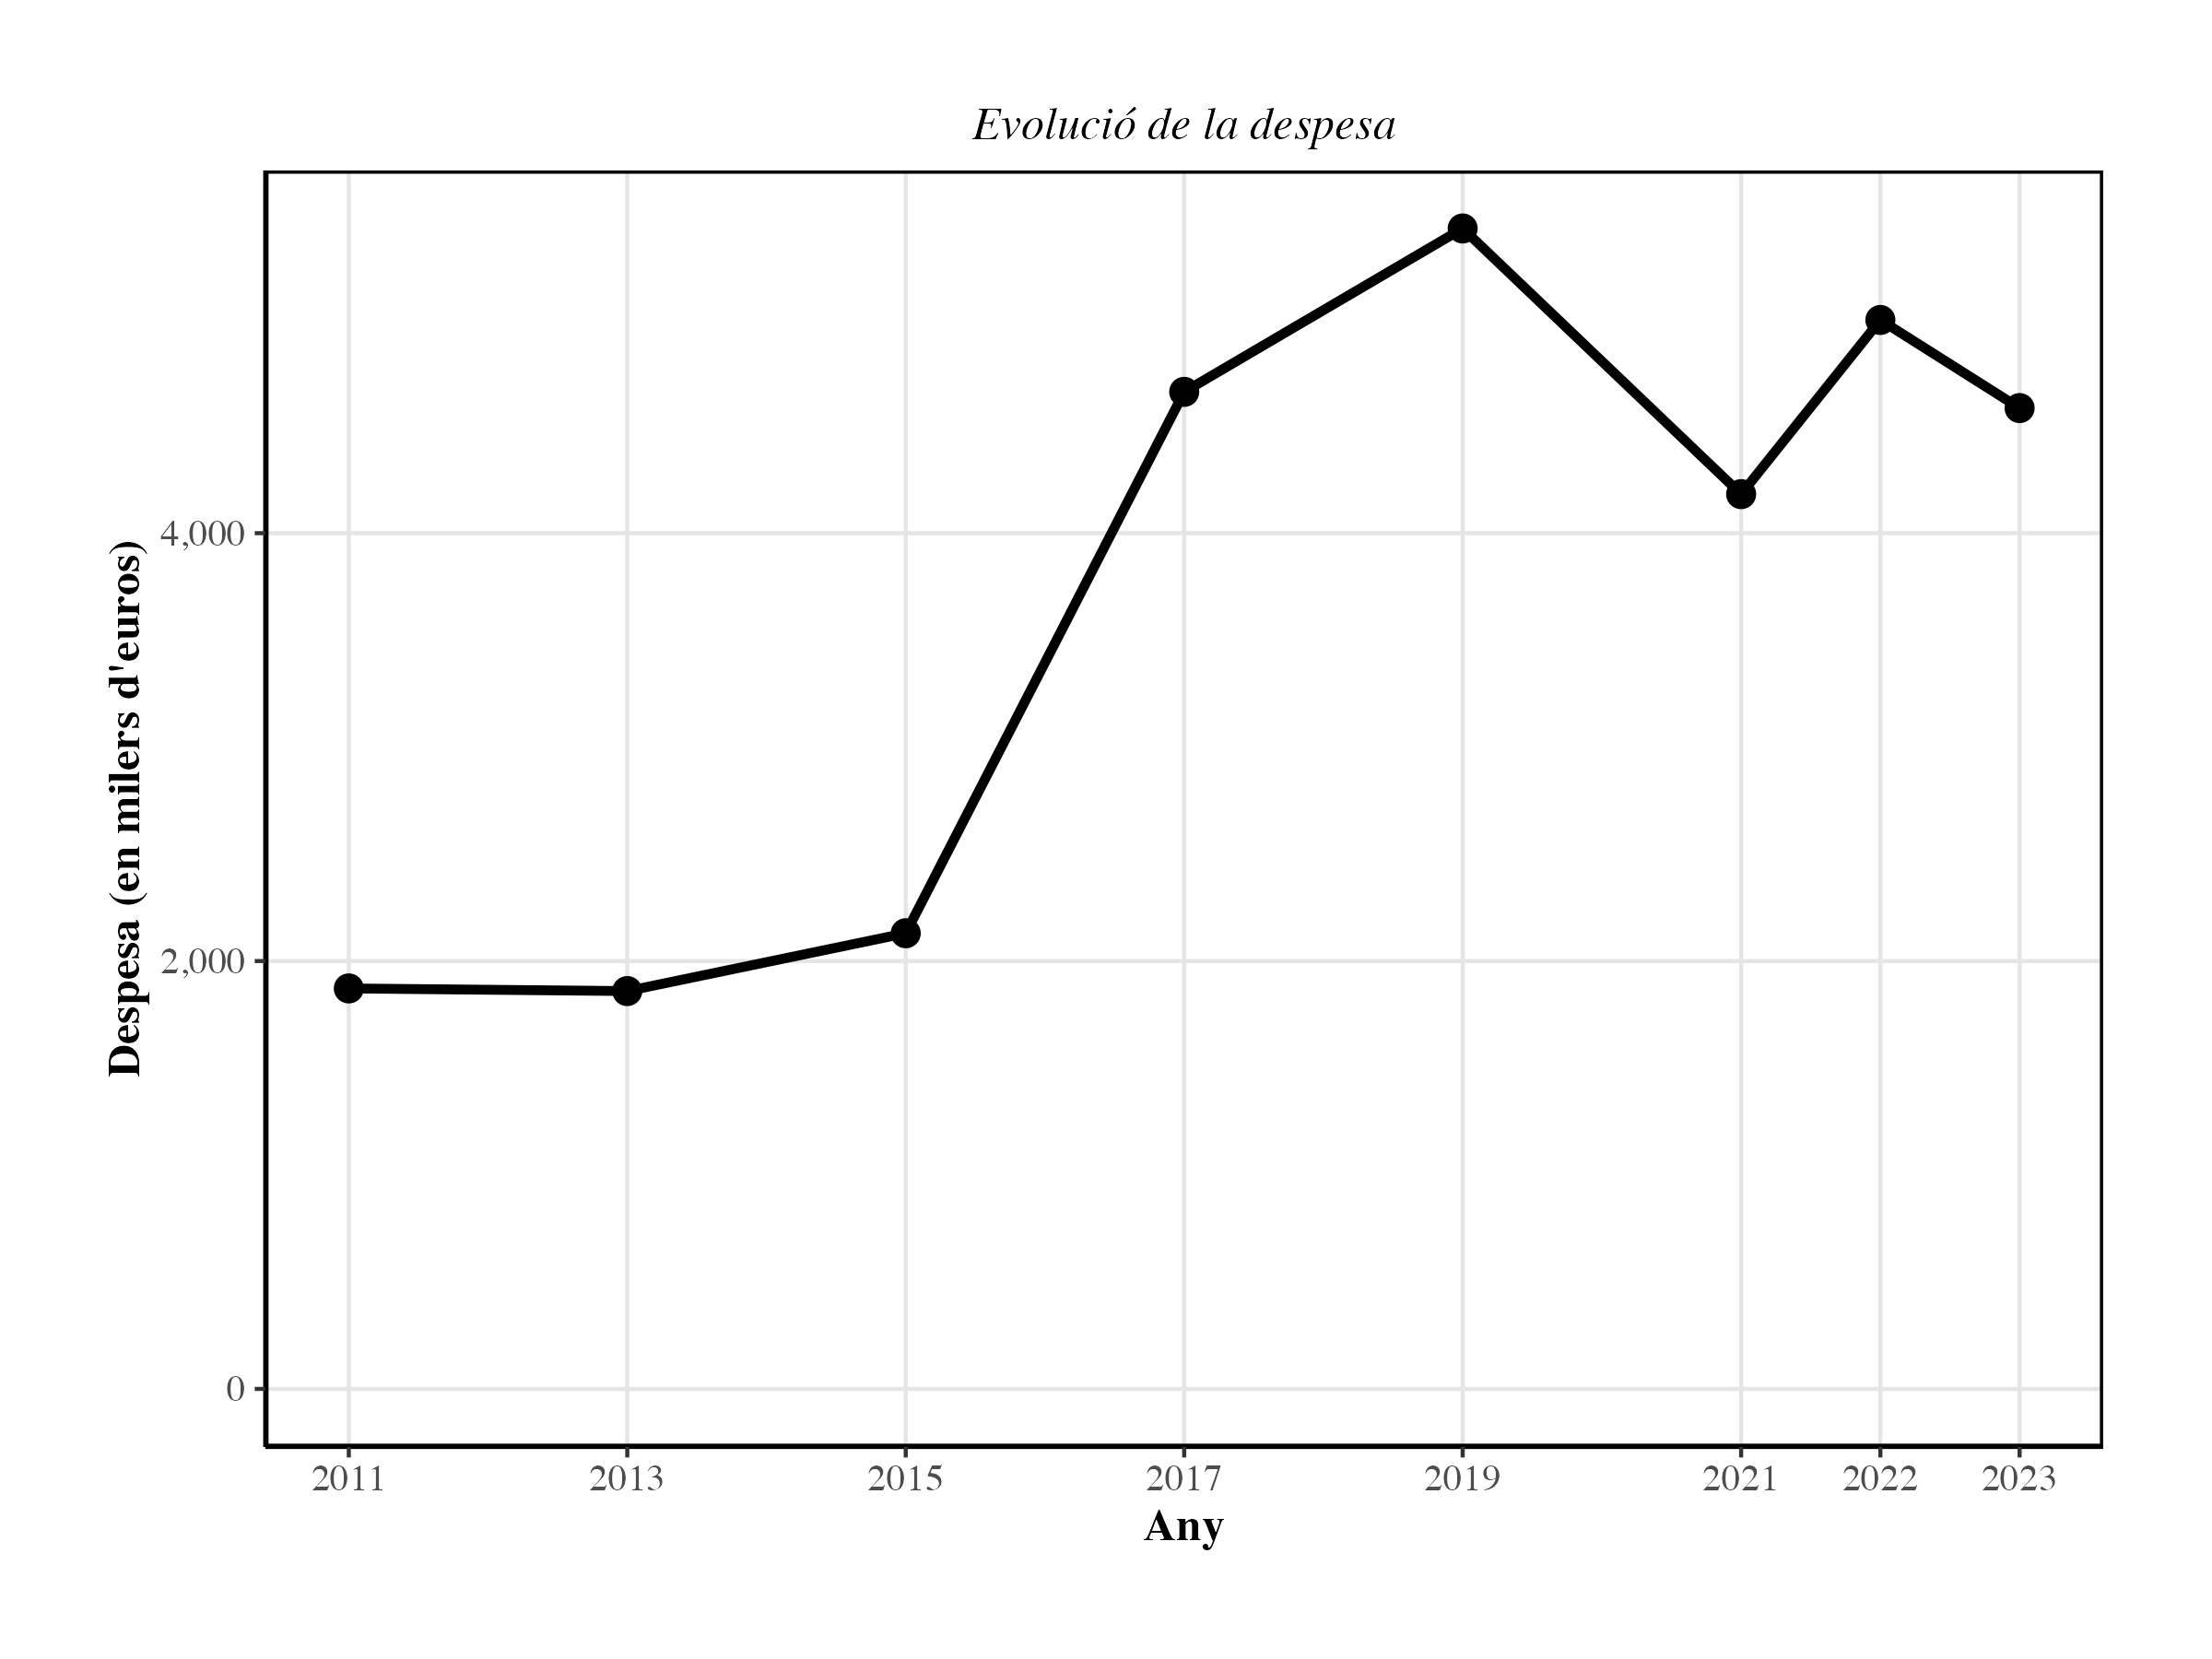 Evolució de la despesa
Despesa (en milers d'euros)
4,000
2,000
0
2011 2013 2015 2017 2019 2021 2022 2023
Any